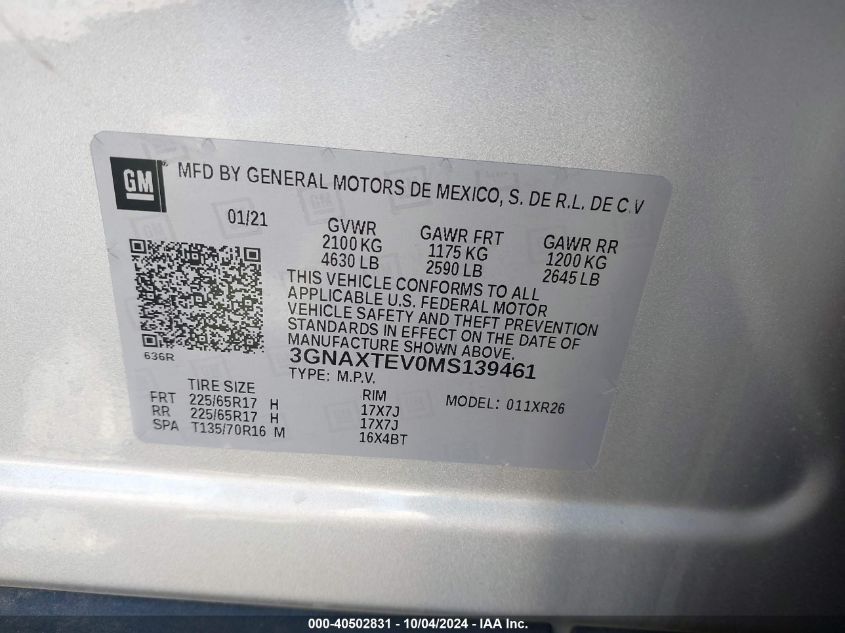 GM
MFD BY GENERAL MOTORS DE MEXICO, S. DE R.L. DE C.V
01/21
GVWR GAWR FRT GAWR RR
2100 KG 1175 KG 1200 KG
4630 LB 2590 LB 2645 LB
THIS VEHICLE CONFORMS TO ALL
APPLICABLE U.S. FEDERAL MOTOR
VEHICLE SAFETY AND THEFT PREVENTION
STANDARDS IN EFFECT ON THE DATE OF
MANUFACTURE SHOWN ABOVE.
636R
3GNAXTEV0MS139461
TYPE: M.P.V.
TIRE SIZE RIM MODEL: 011XR26
FRT 225/65R17 H 17X7J
RR 225/65R17 H 17X7J
SPA T135/70R16 M 16X4BT
000-40502831 - 10/04/2024 - IAA Inc.